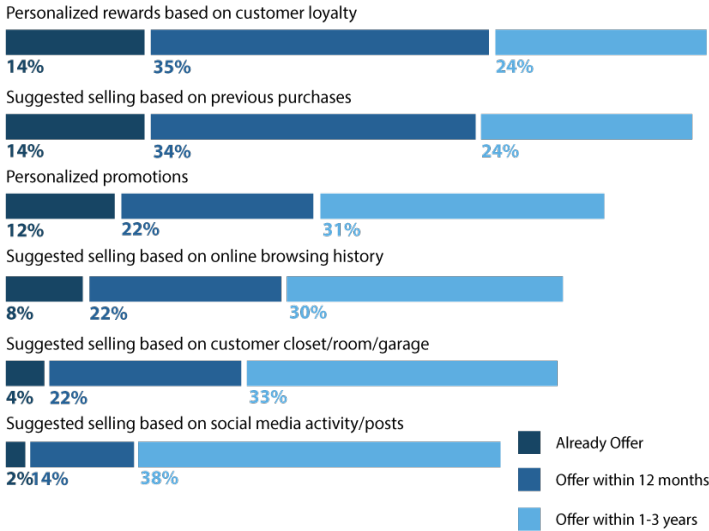 Personalized rewards based on customer loyalty
14% 35% 24%
Suggested selling based on previous purchases
14% 34% 24%
Personalized promotions
12% 22% 31%
Suggested selling based on online browsing history
8% 22% 30%
Suggested selling based on customer closet/room/garage
4% 22% 33%
Suggested selling based on social media activity/posts
2%14% 38%
Already Offer
Offer within 12 months
Offer within 1-3 years